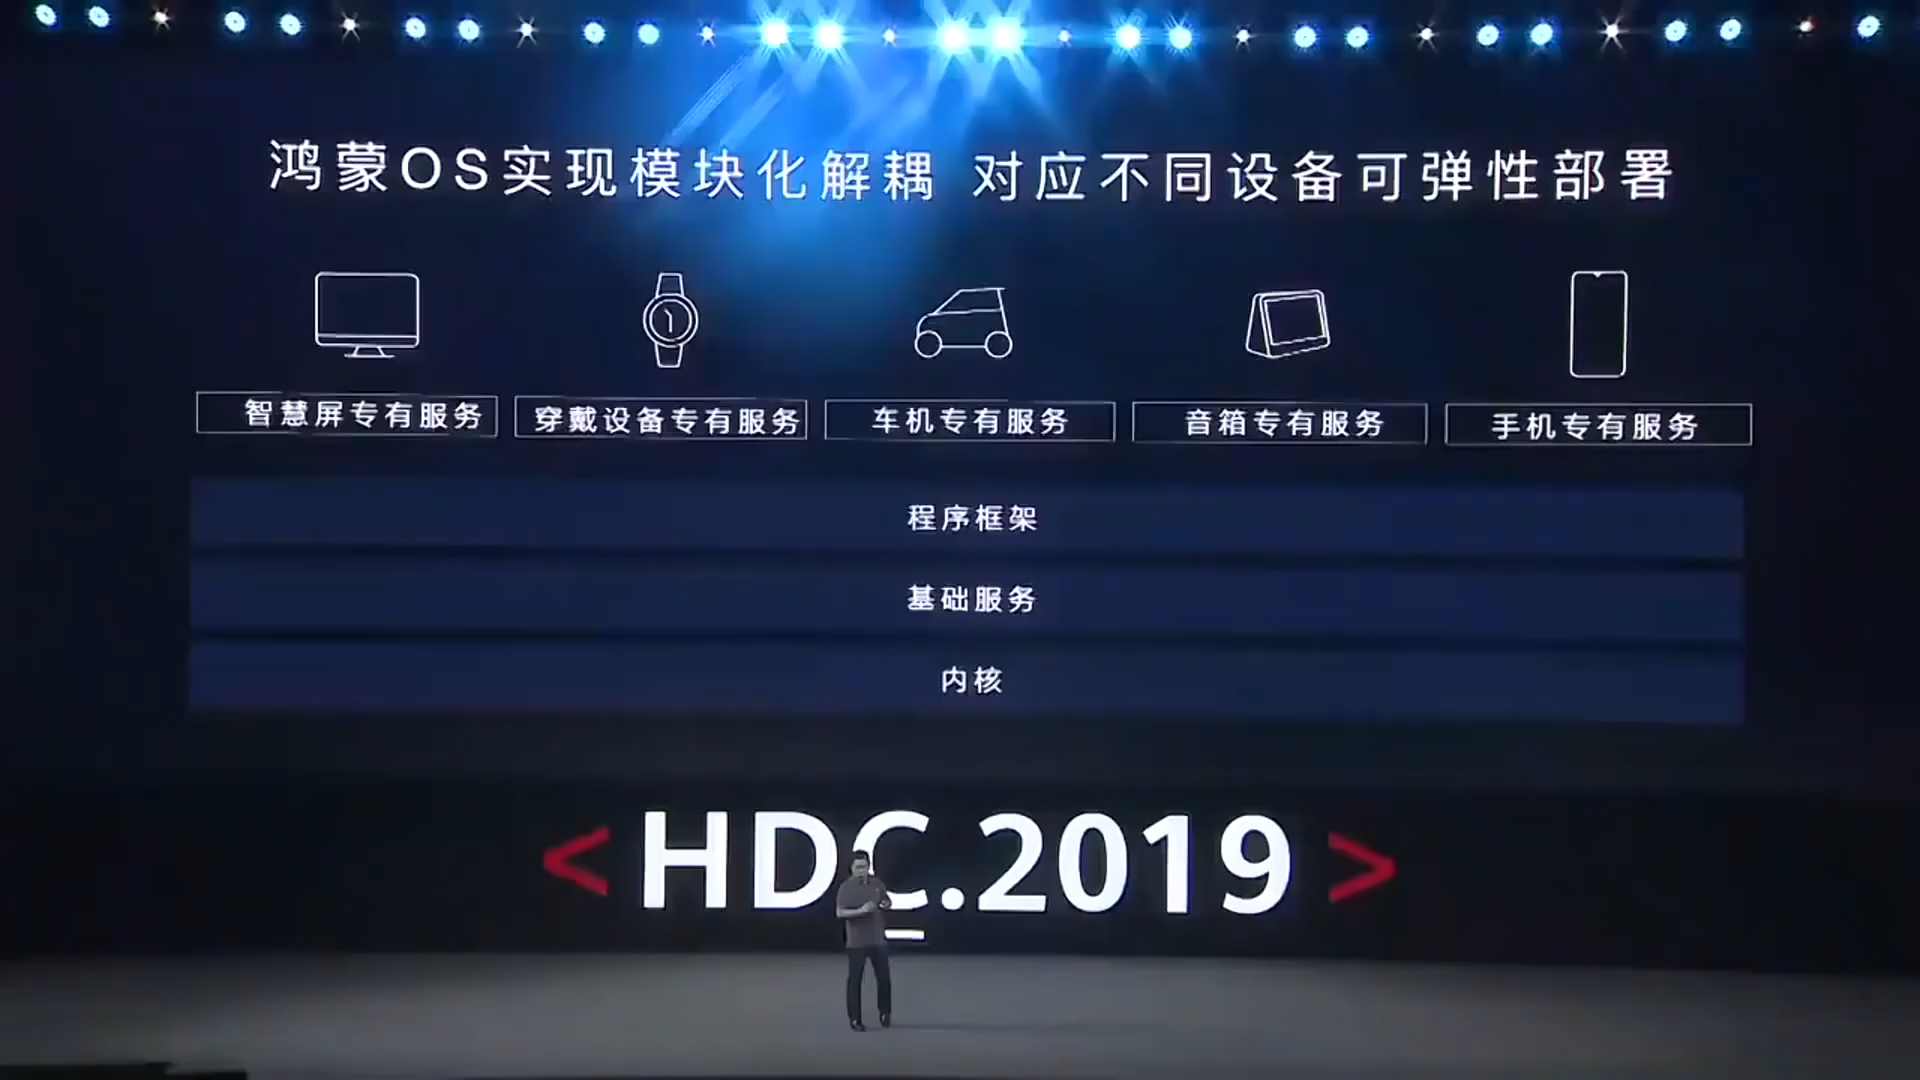 鸿蒙OS实现模块化解耦 对应不同设备可弹性部署
智慧屏专有服务
穿戴设备专有服务
车机专有服务
音箱专有服务
手机专有服务
程序框架
基础服务
内核
<HDC.2019>